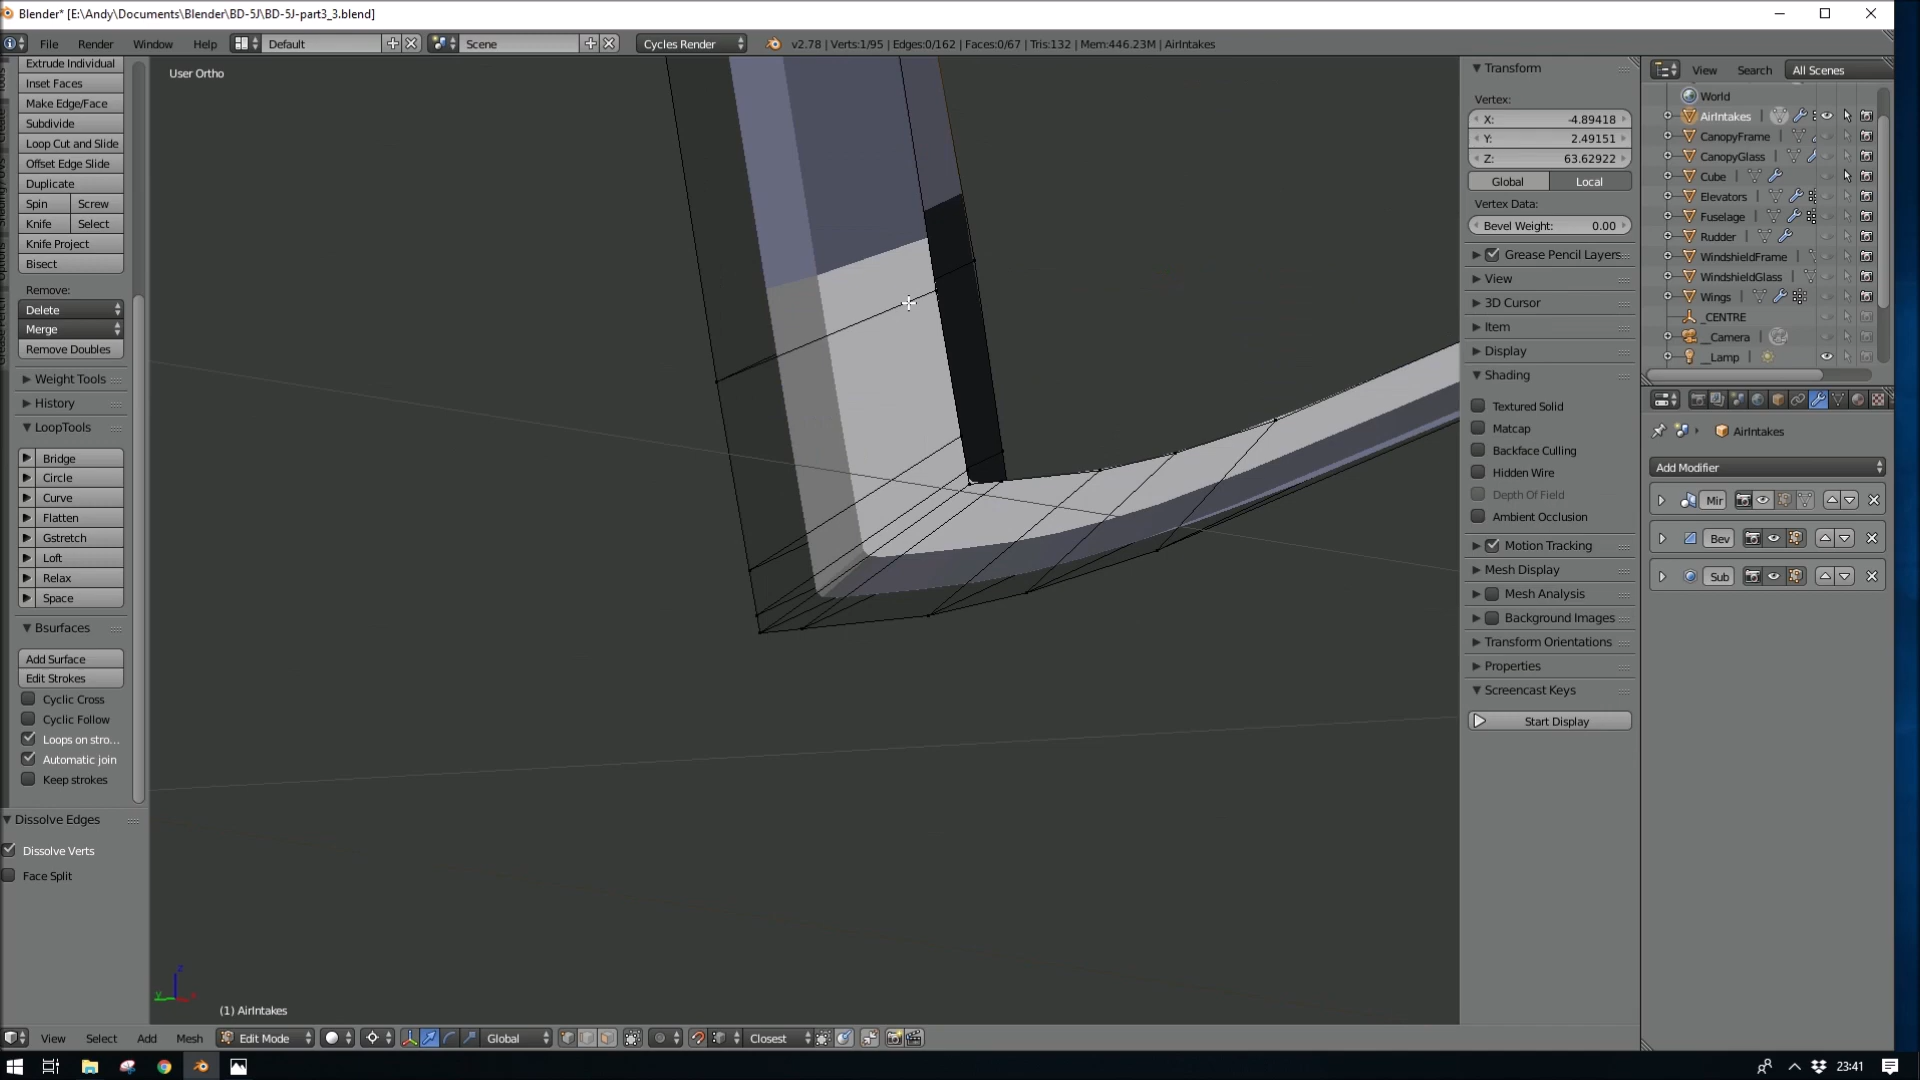 Blender* [E:\Andy\Documents\Blender\BD-5J\BD-5J-part3_3.blend]
File Render Window Help Default Scene Cycles Render v2.78 | Verts:1/95 | Edges:0/162 | Faces:0/67 | Tris:132 | Mem:446.23M | AirIntakes
Extrude Individual
Inset Faces
Make Edge/Face
Subdivide
Loop Cut and Slide
Offset Edge Slide
Duplicate
Spin Screw
Knife Select
Knife Project
Bisect
Remove:
Delete
Merge
Remove Doubles
Weight Tools
History
LoopTools
Bridge
Circle
Curve
Flatten
Gstretch
Loft
Relax
Space
Bsurfaces
Add Surface
Edit Strokes
Cyclic Cross
Cyclic Follow
Loops on stro...
Automatic join
Keep strokes
Dissolve Edges
Dissolve Verts
Face Split
User Ortho
(1) AirIntakes
Transform
Vertex:
X: -4.89418
Y: 2.49151
Z: 63.62922
Global Local
Vertex Data:
Bevel Weight: 0.00
Grease Pencil Layers
View
3D Cursor
Item
Display
Shading
Textured Solid
Matcap
Backface Culling
Hidden Wire
Depth Of Field
Ambient Occlusion
Motion Tracking
Mesh Display
Mesh Analysis
Background Images
Transform Orientations
Properties
Screencast Keys
Start Display
View Search All Scenes
World
AirIntakes
CanopyFrame
CanopyGlass
Cube
Elevators
Fuselage
Rudder
WindshieldFrame
WindshieldGlass
Wings
_CENTRE
__Camera
__Lamp
AirIntakes
Add Modifier
Mir
Bev
Sub
View Select Add Mesh Edit Mode Global Closest
23:41